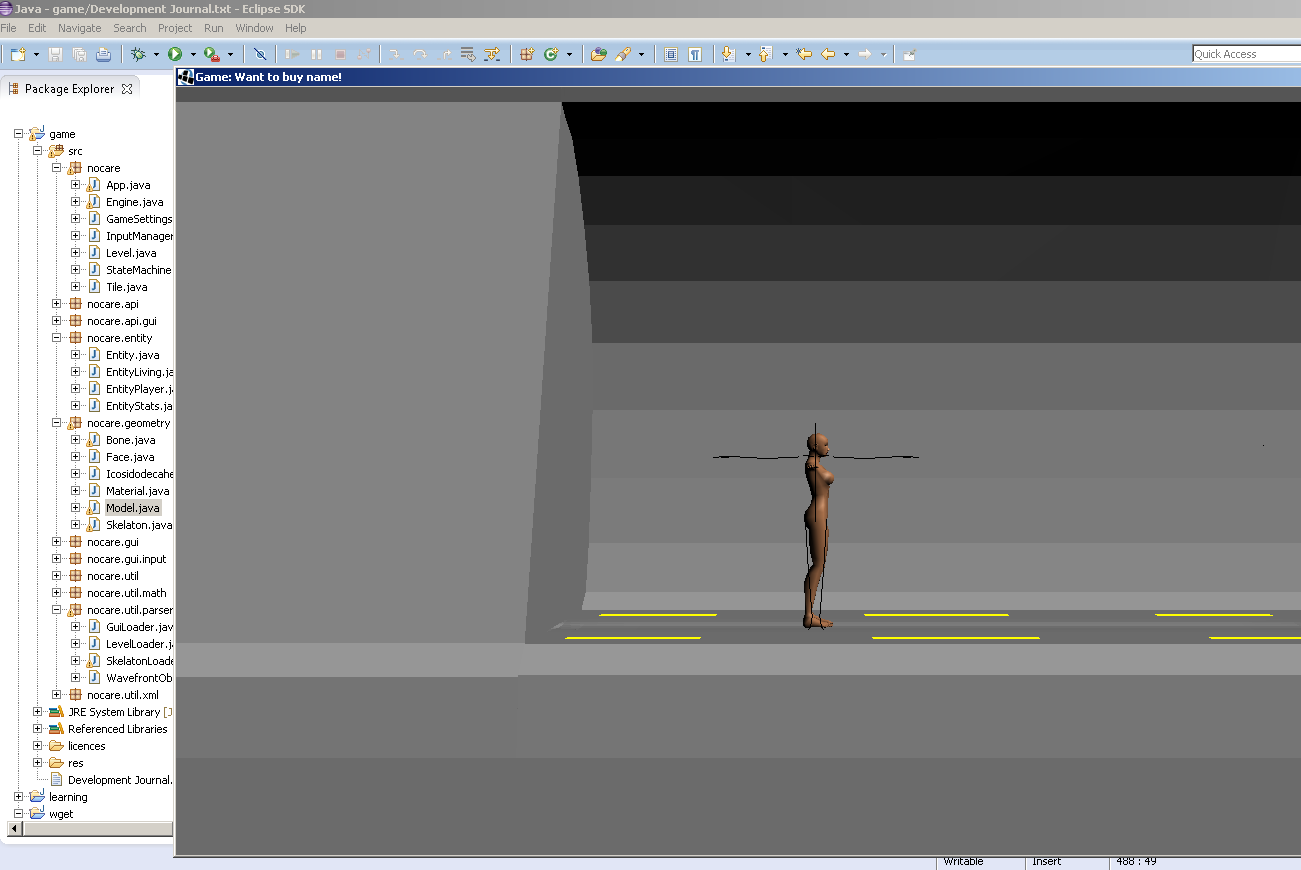 Java - game/Development Journal.txt - Eclipse SDK
File Edit Navigate Search Project Run Window Help
Quick Access
Package Explorer
Game: Want to buy name!
game
src
nocare
App.java
Engine.java
GameSettings
InputManager
Level.java
StateMachine
Tile.java
nocare.api
nocare.api.gui
nocare.entity
Entity.java
EntityLiving.ja
EntityPlayer.j
EntityStats.ja
nocare.geometry
Bone.java
Face.java
Icosidodecahe
Material.java
Model.java
Skelaton.java
nocare.gui
nocare.gui.input
nocare.util
nocare.util.math
nocare.util.parser
GuiLoader.jav
LevelLoader.j
SkelatonLoade
WavefrontOb
nocare.util.xml
JRE System Library [J
Referenced Libraries
licences
res
Development Journal.
learning
wget
Writable Insert 488 : 49